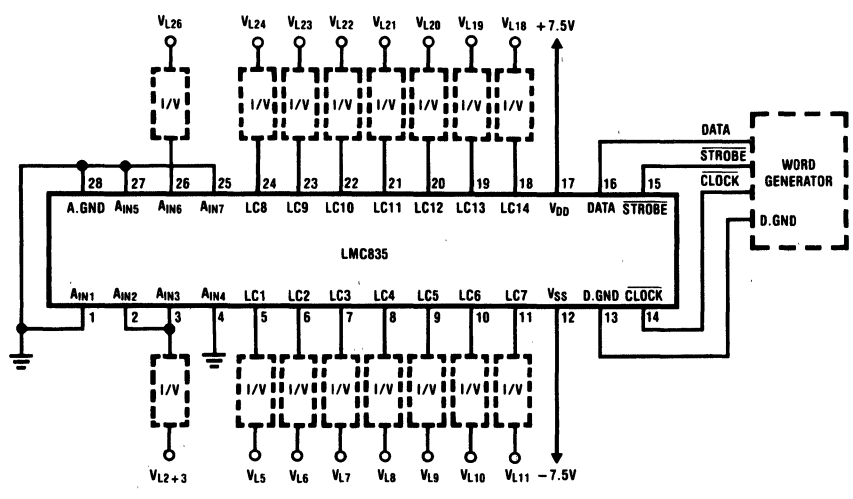 VL26 VL24 VL23 VL22 VL21 VL20 VL19 VL18 +7.5V
I/V I/V I/V I/V I/V I/V I/V I/V
DATA
STROBE
CLOCK
D.GND
WORD
GENERATOR
28 27 26 25 24 23 22 21 20 19 18 17 16 15
A.GND AIN5 AIN6 AIN7 LC8 LC9 LC10 LC11 LC12 LC13 LC14 VDD DATA STROBE
LMC835
AIN1 AIN2 AIN3 AIN4 LC1 LC2 LC3 LC4 LC5 LC6 LC7 VSS D.GND CLOCK
1 2 3 4 5 6 7 8 9 10 11 12 13 14
I/V I/V I/V I/V I/V I/V I/V I/V
VL2+3 VL5 VL6 VL7 VL8 VL9 VL10 VL11 −7.5V